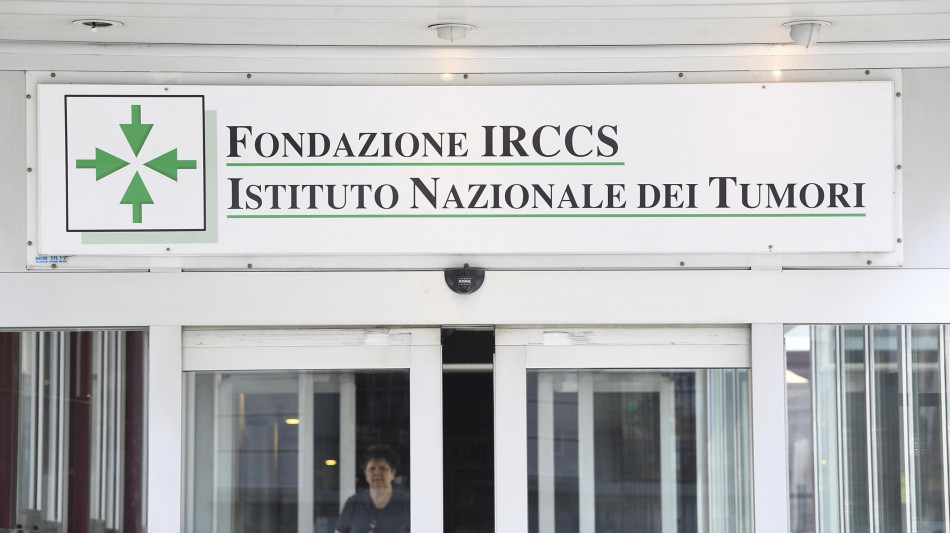 FONDAZIONE IRCCS
ISTITUTO NAZIONALE DEI TUMORI